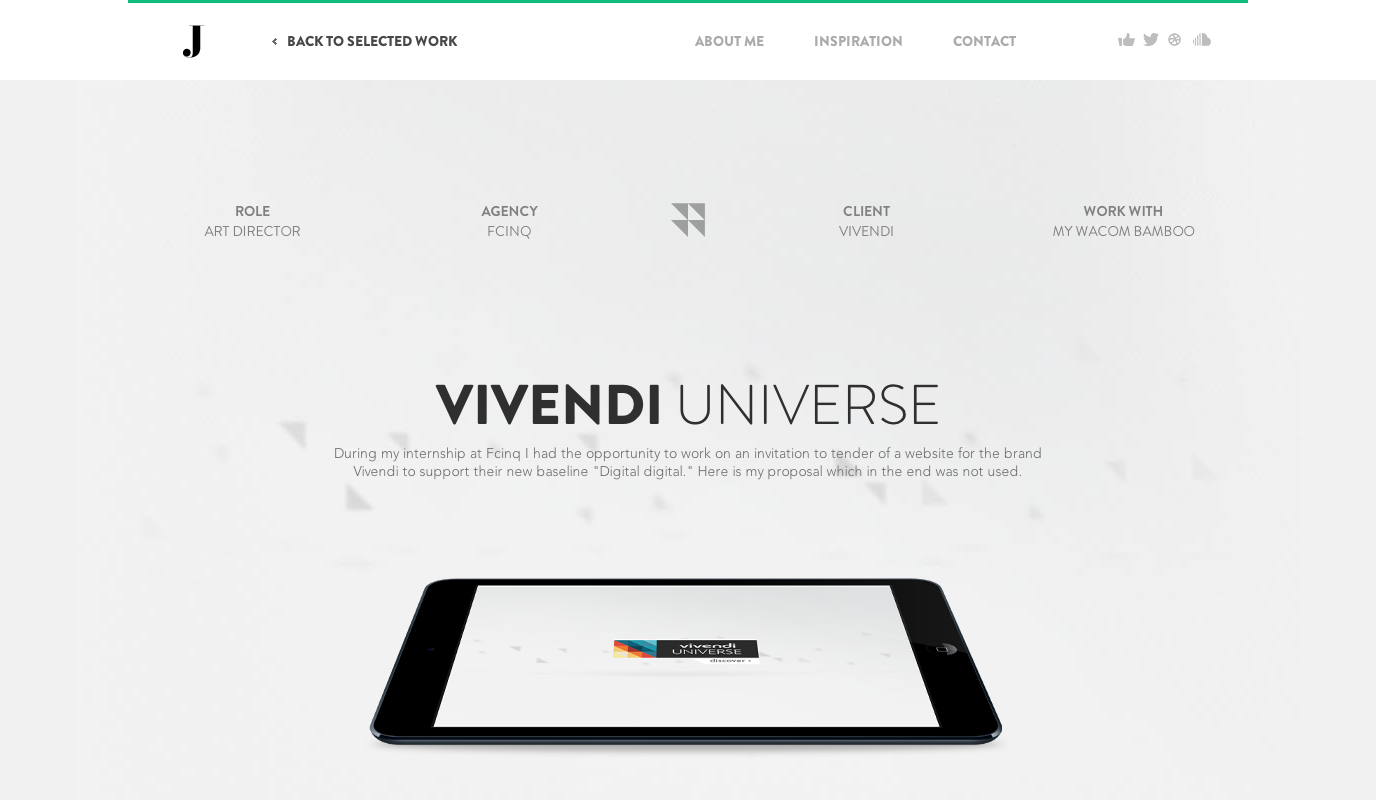 J
BACK TO SELECTED WORK
ABOUT ME
INSPIRATION
CONTACT
ROLE
ART DIRECTOR
AGENCY
FCINQ
CLIENT
VIVENDI
WORK WITH
MY WACOM BAMBOO
VIVENDI UNIVERSE
During my internship at Fcinq I had the opportunity to work on an invitation to tender of a website for the brand
Vivendi to support their new baseline "Digital digital." Here is my proposal which in the end was not used.
vivendi
UNIVERSE
discover